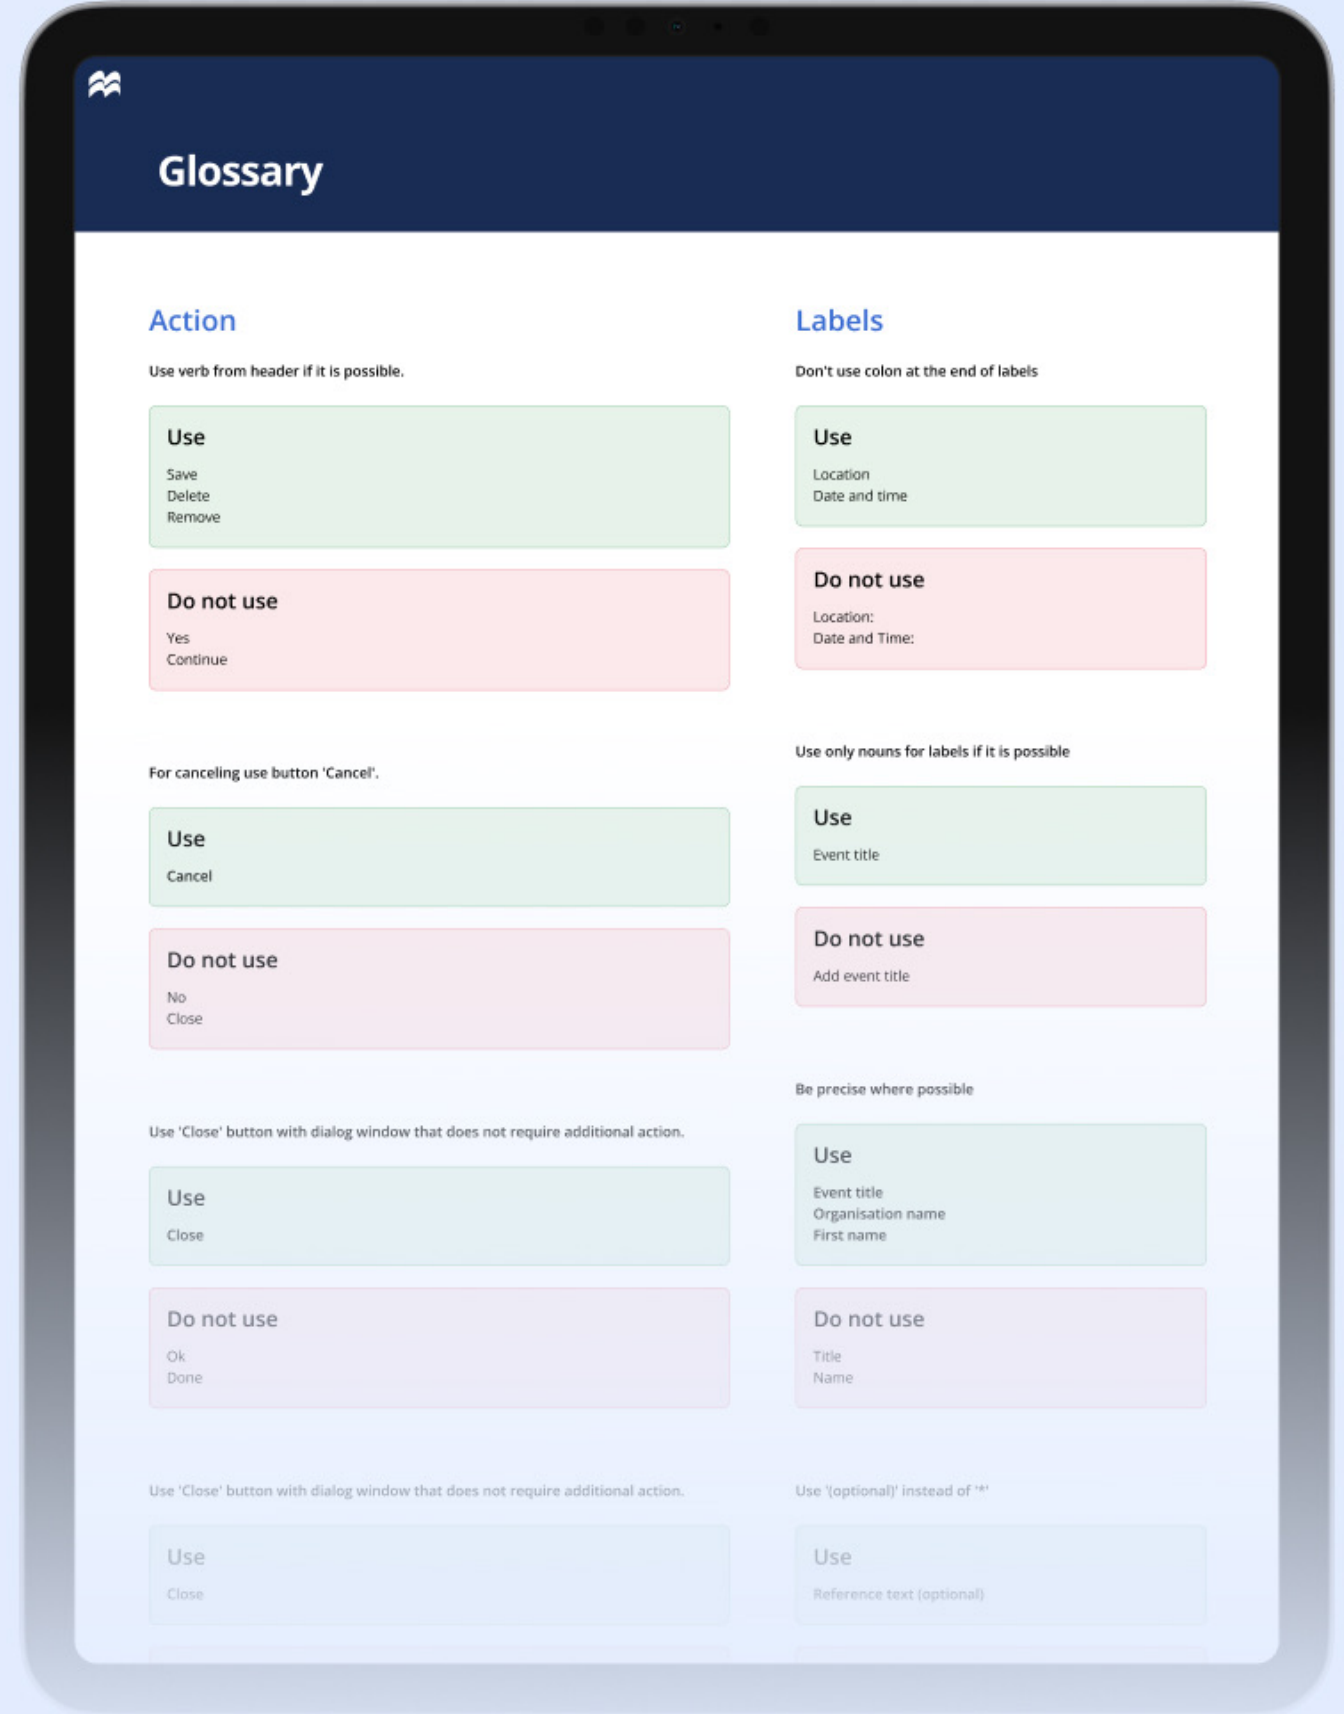 Glossary
Action
Use verb from header if it is possible.
Use
Save
Delete
Remove
Do not use
Yes
Continue
For canceling use button 'Cancel'.
Use
Cancel
Do not use
No
Close
Use 'Close' button with dialog window that does not require additional action.
Use
Close
Do not use
Ok
Done
Use 'Close' button with dialog window that does not require additional action.
Use
Close
Labels
Don't use colon at the end of labels
Use
Location
Date and time
Do not use
Location:
Date and Time:
Use only nouns for labels if it is possible
Use
Event title
Do not use
Add event title
Be precise where possible
Use
Event title
Organisation name
First name
Do not use
Title
Name
Use '(optional)' instead of '*'
Use
Reference text (optional)